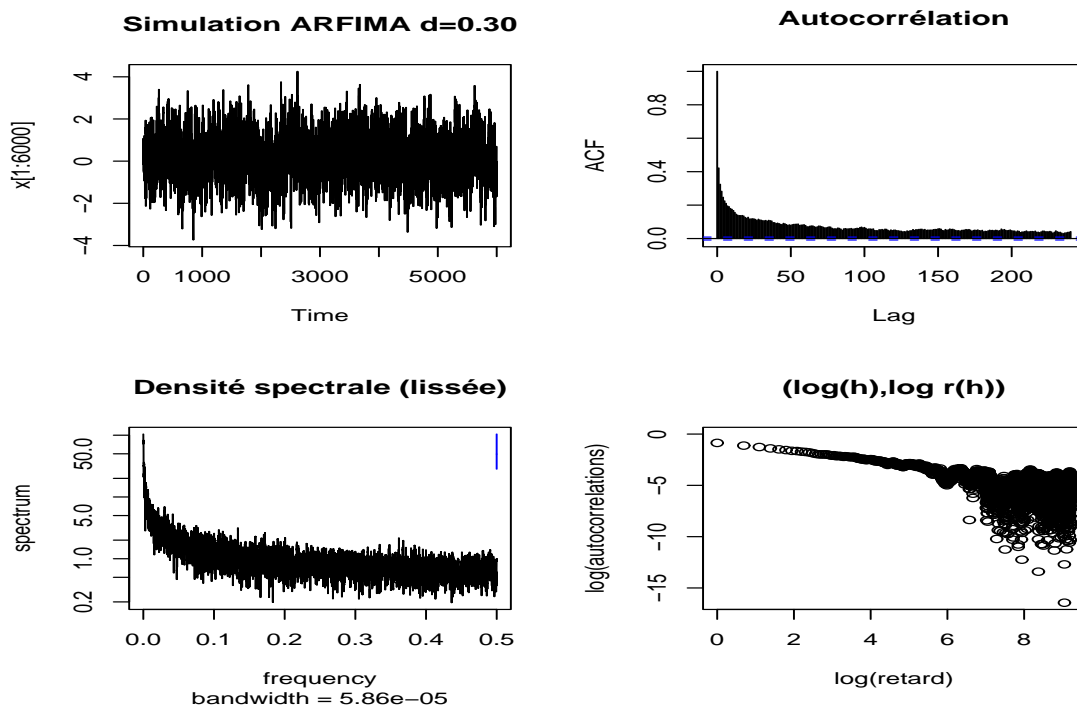 Simulation ARFIMA d=0.30
x[1:6000]
4
2
0
−2
−4
0 1000 3000 5000
Time
Autocorrélation
ACF
0.8
0.4
0.0
0 50 100 150 200
Lag
Densité spectrale (lissée)
spectrum
50.0
5.0
1.0
0.2
0.0 0.1 0.2 0.3 0.4 0.5
frequency
bandwidth = 5.86e−05
(log(h),log r(h))
log(autocorrelations)
0
−5
−10
−15
0 2 4 6 8
log(retard)